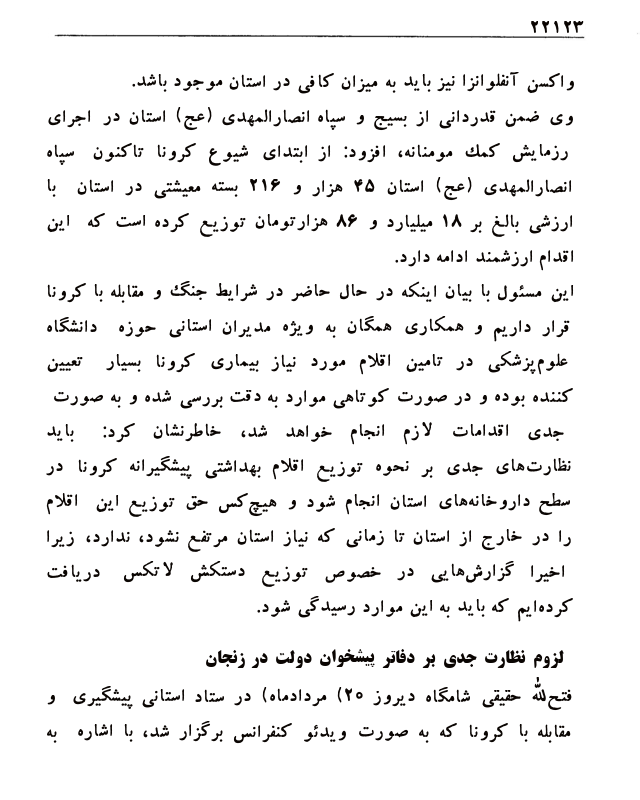 ۲۲۱۲۳
واکسن آنفلوانزا نیز باید به میزان کافی در استان موجود باشد.
وی ضمن قدردانی از بسیج و سپاه انصارالمهدی (عج) استان در اجرای
رزمایش کمك مومنانه، افزود: از ابتدای شیوع کرونا تاکنون سپاه
انصارالمهدی (عج) استان ۴۵ هزار و ۲۱۶ بسته معیشتی در استان با
ارزشی بالغ بر ۱۸ میلیارد و ۸۶ هزارتومان توزیع کرده است که این
اقدام ارزشمند ادامه دارد.
این مسئول با بیان اینکه در حال حاضر در شرایط جنگ و مقابله با کرونا
قرار داریم و همکاری همگان به ویژه مدیران استانی حوزه دانشگاه
علوم‌پزشکی در تامین اقلام مورد نیاز بیماری کرونا بسیار تعیین
کننده بوده و در صورت کوتاهی موارد به دقت بررسی شده و به صورت
جدی اقدامات لازم انجام خواهد شد، خاطرنشان کرد: باید
نظارت‌های جدی بر نحوه توزیع اقلام بهداشتی پیشگیرانه کرونا در
سطح داروخانه‌های استان انجام شود و هیچ‌کس حق توزیع این اقلام
را در خارج از استان تا زمانی که نیاز استان مرتفع نشود، ندارد، زیرا
اخیرا گزارش‌هایی در خصوص توزیع دستکش لاتکس دریافت
کرده‌ایم که باید به این موارد رسیدگی شود.
لزوم نظارت جدی بر دفاتر پیشخوان دولت در زنجان
فتح‌الله حقیقی شامگاه دیروز ۲۵) مردادماه) در ستاد استانی پیشگیری و
مقابله با کرونا که به صورت ویدئو کنفرانس برگزار شد، با اشاره به